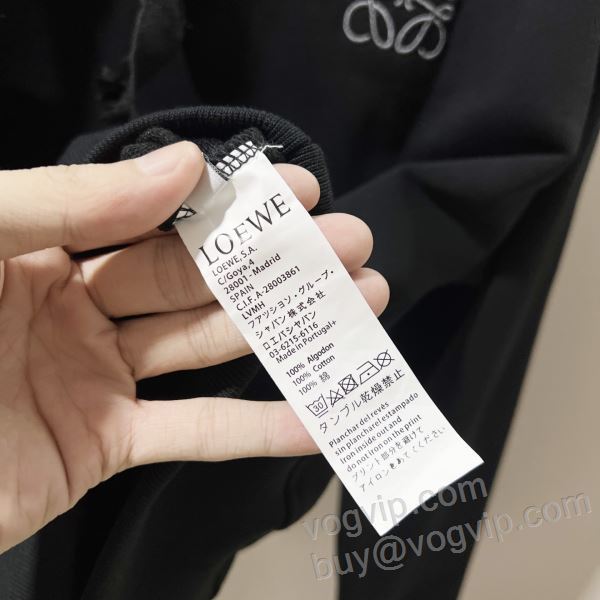 LOEWE
LOEWE, S.A.
C/Goya,4
28001-Madrid
SPAIN
C.I.F. A-28003861
LVMH
ファッション・グループ・
ジャパン株式会社
ロエバジャパン
03-6215-6116
Made in Portugal+
100% Algodon
100% Cotton
100% 綿
30
タンブル乾燥禁止
Planchar del revés
sin planchar el estampado
Iron inside out and
do not iron on the print
プリント部分を避けて
アイロンをあててください
vogvip.com
buy@vogvip.com